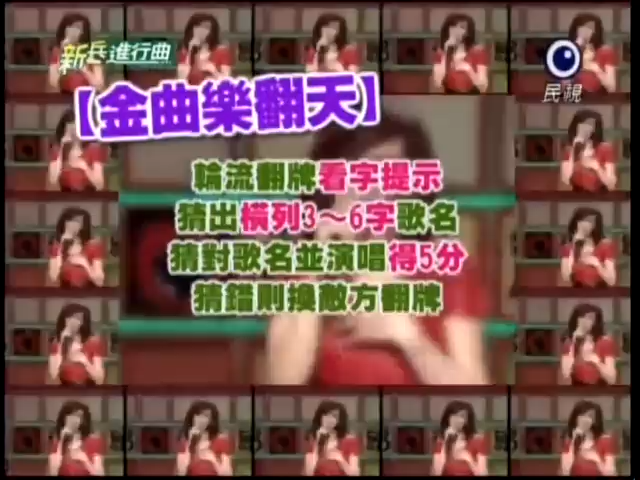 新兵進行曲
民視
【金曲樂翻天】
輪流翻牌看字提示
猜出橫列3～6字歌名
猜對歌名並演唱得5分
猜錯則換敵方翻牌